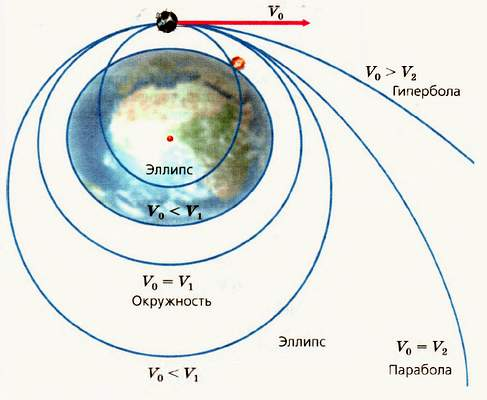 V₀
V₀ > V₂
Гипербола
Эллипс
V₀ < V₁
V₀ = V₁
Окружность
Эллипс
V₀ < V₁
V₀ = V₂
Парабола